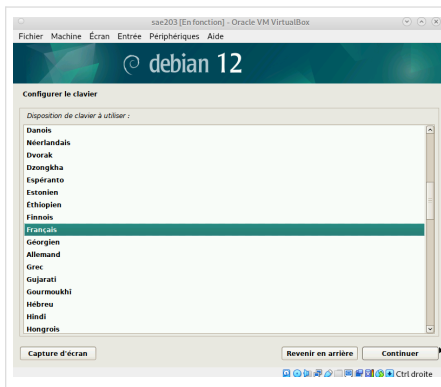 sae203 [En fonction] - Oracle VM VirtualBox
Fichier Machine Écran Entrée Périphériques Aide
debian 12
Configurer le clavier
Disposition de clavier à utiliser :
Danois
Néerlandais
Dvorak
Dzongkha
Espéranto
Estonien
Éthiopien
Finnois
Français
Géorgien
Allemand
Grec
Gujarati
Gourmoukhî
Hébreu
Hindi
Hongrois
Capture d'écran Revenir en arrière Continuer
Ctrl droite